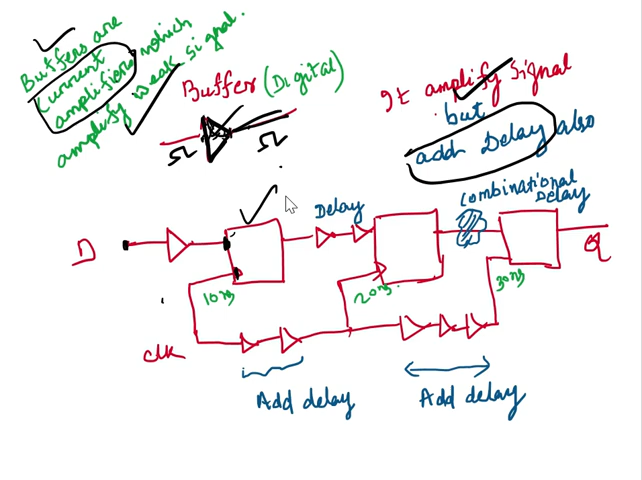 Buffers are
Current
amplifiers which
amplify weak signal.
Buffer (Digital)
It amplify signal
but
add Delay also
Combinational
Delay
Delay
D
10ns
20ns
30ns
Q
clk
Add delay
Add delay